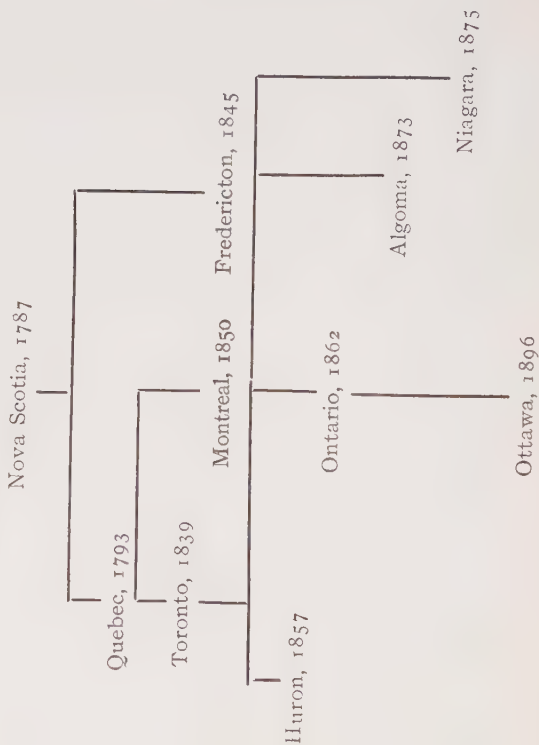 Nova Scotia, 1787
Quebec, 1793
Fredericton, 1845
Toronto, 1839
Montreal, 1850
Huron, 1857
Ontario, 1862
Algoma, 1873
Niagara, 1875
Ottawa, 1896